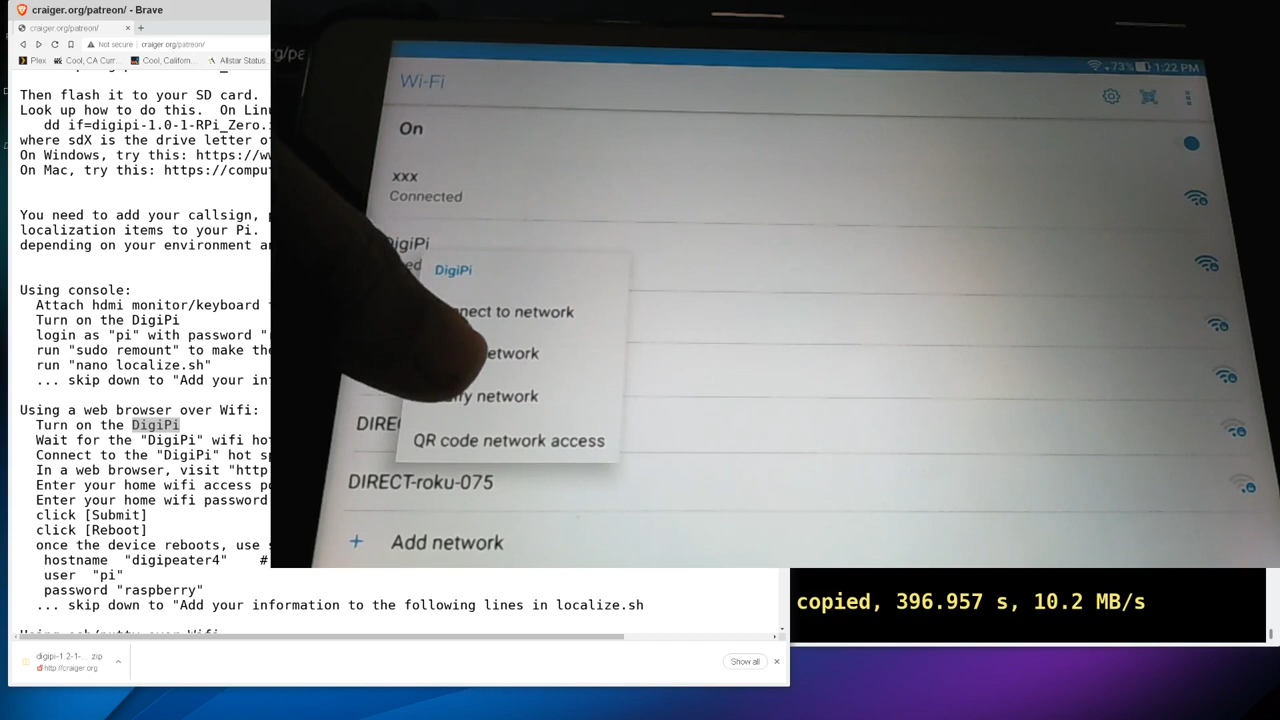 craiger.org/patreon/ - Brave
craiger.org/patreon/
Not secure craiger.org/patreon/
Plex Cool, CA Curr... Cool, Californ... Allstar Status
Then flash it to your SD card.
Look up how to do this. On Linu
dd if=digipi-1.0-1-RPi_Zero.
where sdX is the drive letter o
On Windows, try this: https://w
On Mac, try this: https://compu
You need to add your callsign, p
localization items to your Pi.
depending on your environment an
Using console:
Attach hdmi monitor/keyboard
Turn on the DigiPi
login as "pi" with password "r
run "sudo remount" to make the
run "nano localize.sh"
... skip down to "Add your in
Using a web browser over Wifi:
Turn on the DigiPi
Wait for the "DigiPi" wifi ho
Connect to the "DigiPi" hot s
In a web browser, visit "http
Enter your home wifi access po
Enter your home wifi password
click [Submit]
click [Reboot]
once the device reboots, use s
hostname "digipeater4" #
user "pi"
password "raspberry"
... skip down to "Add your information to the following lines in localize.sh
digipi-1.2-1-... zip
http://craiger.org
Show all
73% 1:22 PM
Wi-Fi
On
xxx
Connected
DigiPi
ed
DigiPi
nect to network
etwork
fy network
QR code network access
DIREC
DIRECT-roku-075
+ Add network
copied, 396.957 s, 10.2 MB/s